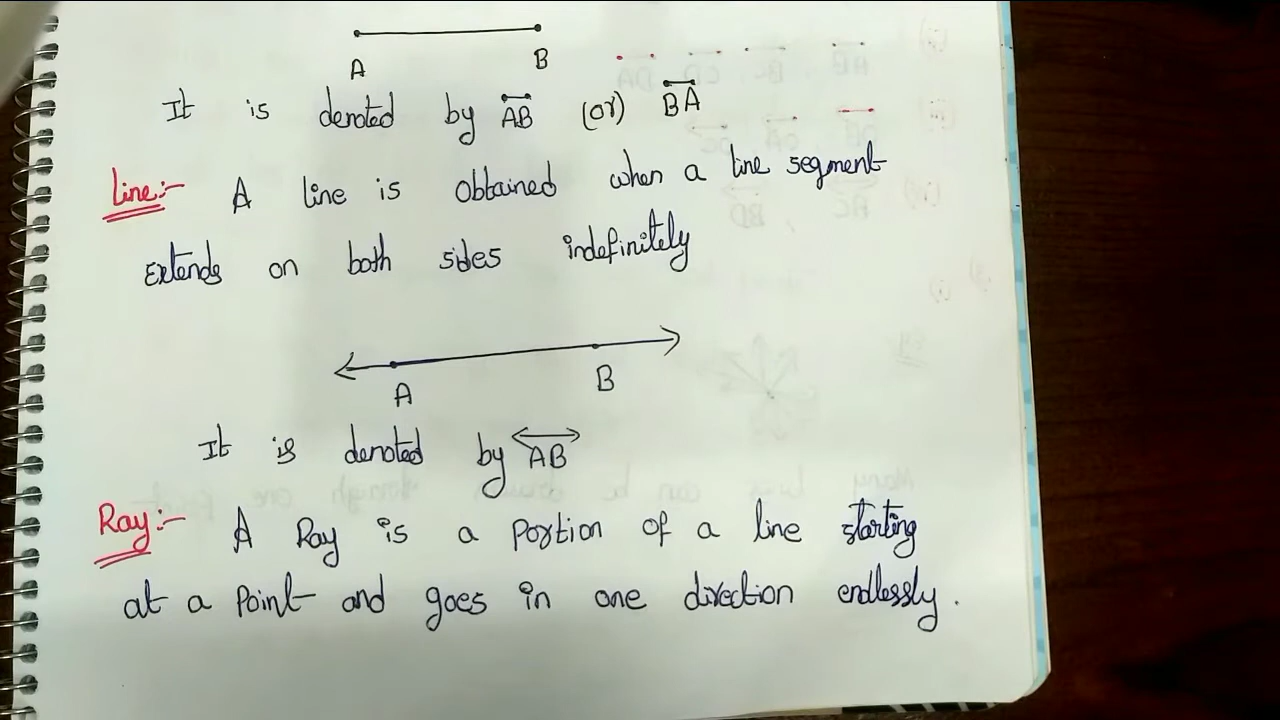 A B
It is denoted by AB (or) BA
Line:- A line is obtained when a line segment
Extends on both sides indefinitely
A B
It is denoted by AB
Ray:- A Ray is a portion of a line starting
at a point and goes in one direction endlessly.